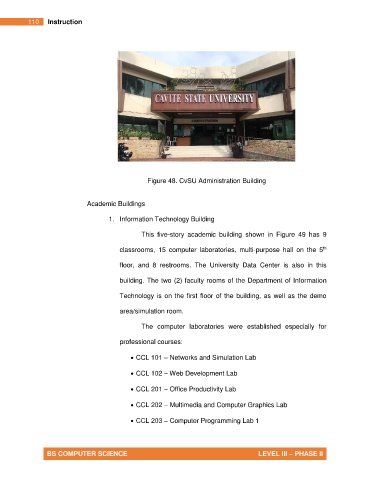 110 Instruction
CAVITE STATE UNIVERSITY
Figure 48. CvSU Administration Building
Academic Buildings
1. Information Technology Building
This five-story academic building shown in Figure 49 has 9
classrooms, 15 computer laboratories, multi-purpose hall on the 5th
floor, and 8 restrooms. The University Data Center is also in this
building. The two (2) faculty rooms of the Department of Information
Technology is on the first floor of the building, as well as the demo
area/simulation room.
The computer laboratories were established especially for
professional courses:
• CCL 101 – Networks and Simulation Lab
• CCL 102 – Web Development Lab
• CCL 201 – Office Productivity Lab
• CCL 202 – Multimedia and Computer Graphics Lab
• CCL 203 – Computer Programming Lab 1
BS COMPUTER SCIENCE LEVEL III – PHASE II